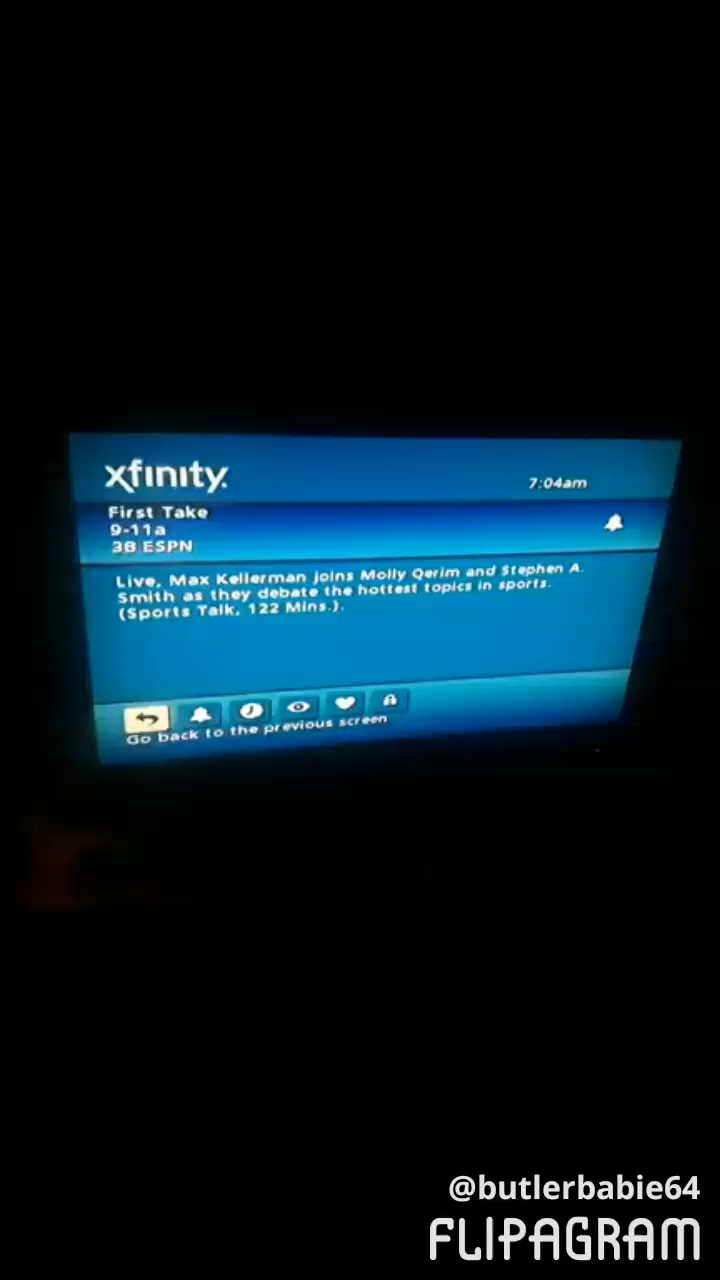 xfinity.
7:04am
First Take
9-11a
38 ESPN
Live, Max Kellerman joins Molly Qerim and Stephen A.
Smith as they debate the hottest topics in sports.
(Sports Talk, 122 Mins.).
Go back to the previous screen
@butlerbabie64
FLIPAGRAM